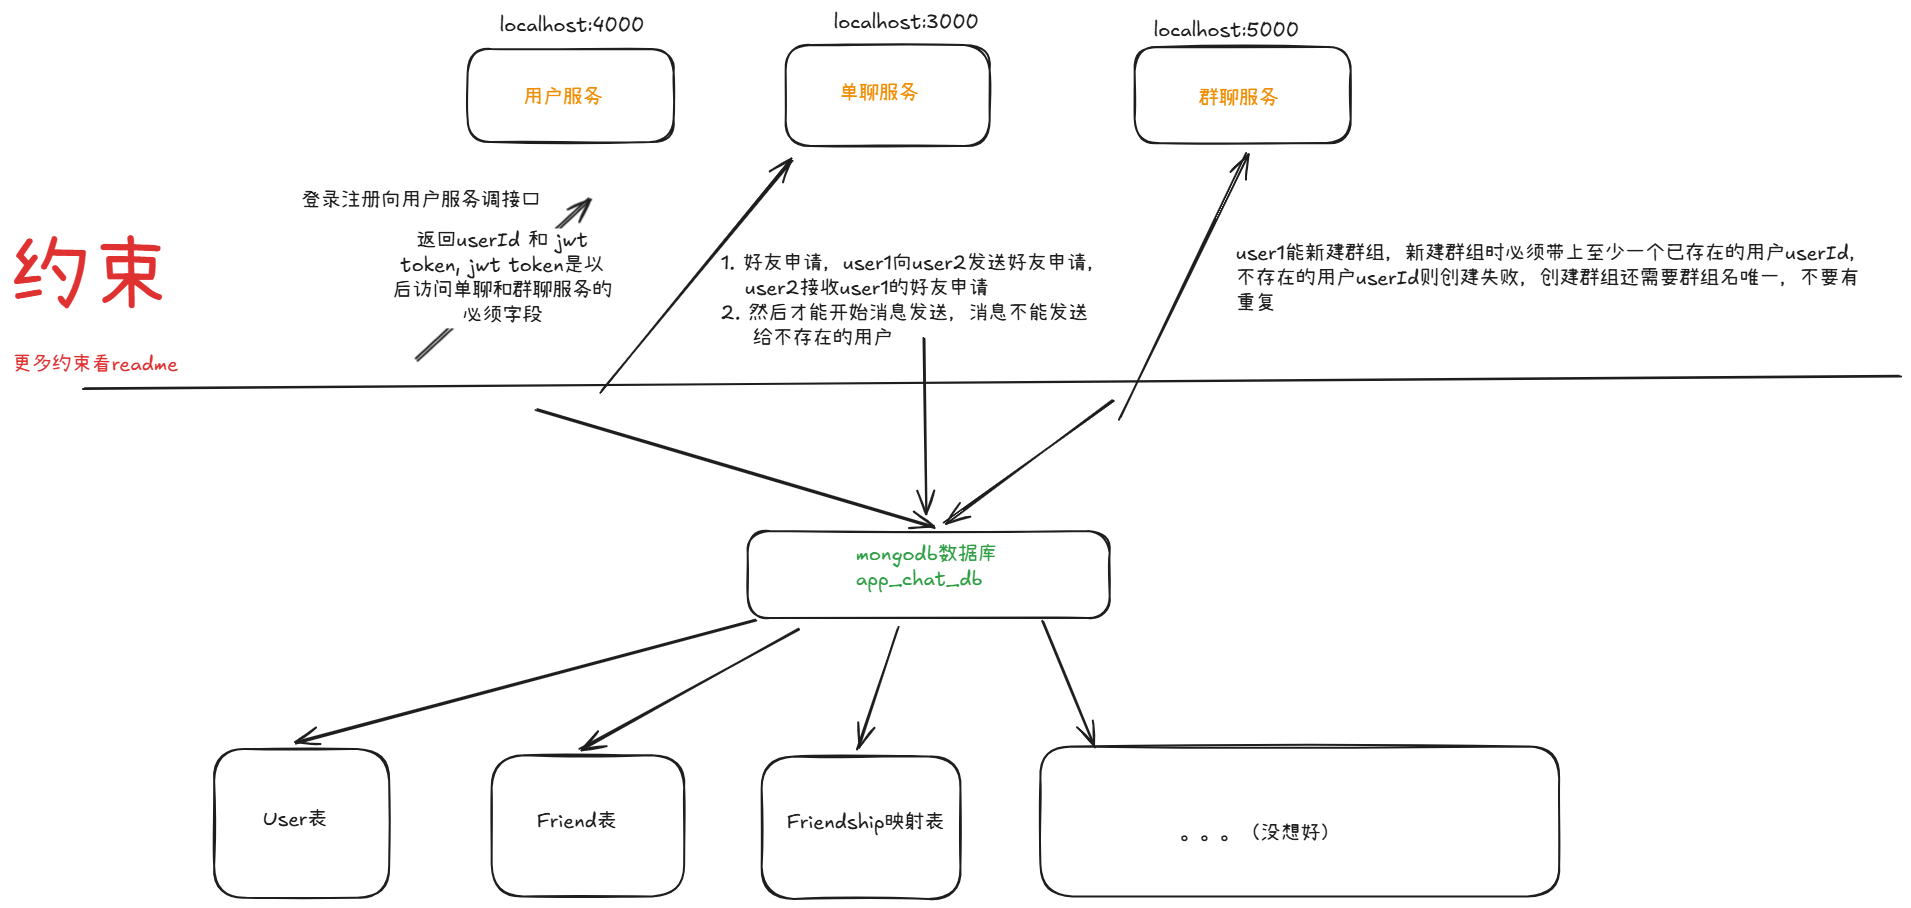 localhost:4000
localhost:3000
localhost:5000
用户服务
单聊服务
群聊服务
登录注册向用户服务调接口
返回userId 和 jwt
token, jwt token是以
后访问单聊和群聊服务的
必须字段
约束
更多约束看readme
1. 好友申请，user1向user2发送好友申请，
user2接收user1的好友申请
2. 然后才能开始消息发送，消息不能发送
给不存在的用户
user1能新建群组，新建群组时必须带上至少一个已存在的用户userId，
不存在的用户userId则创建失败，创建群组还需要群组名唯一，不要有
重复
mongodb数据库
app_chat_db
User表
Friend表
Friendship映射表
。。。（没想好）